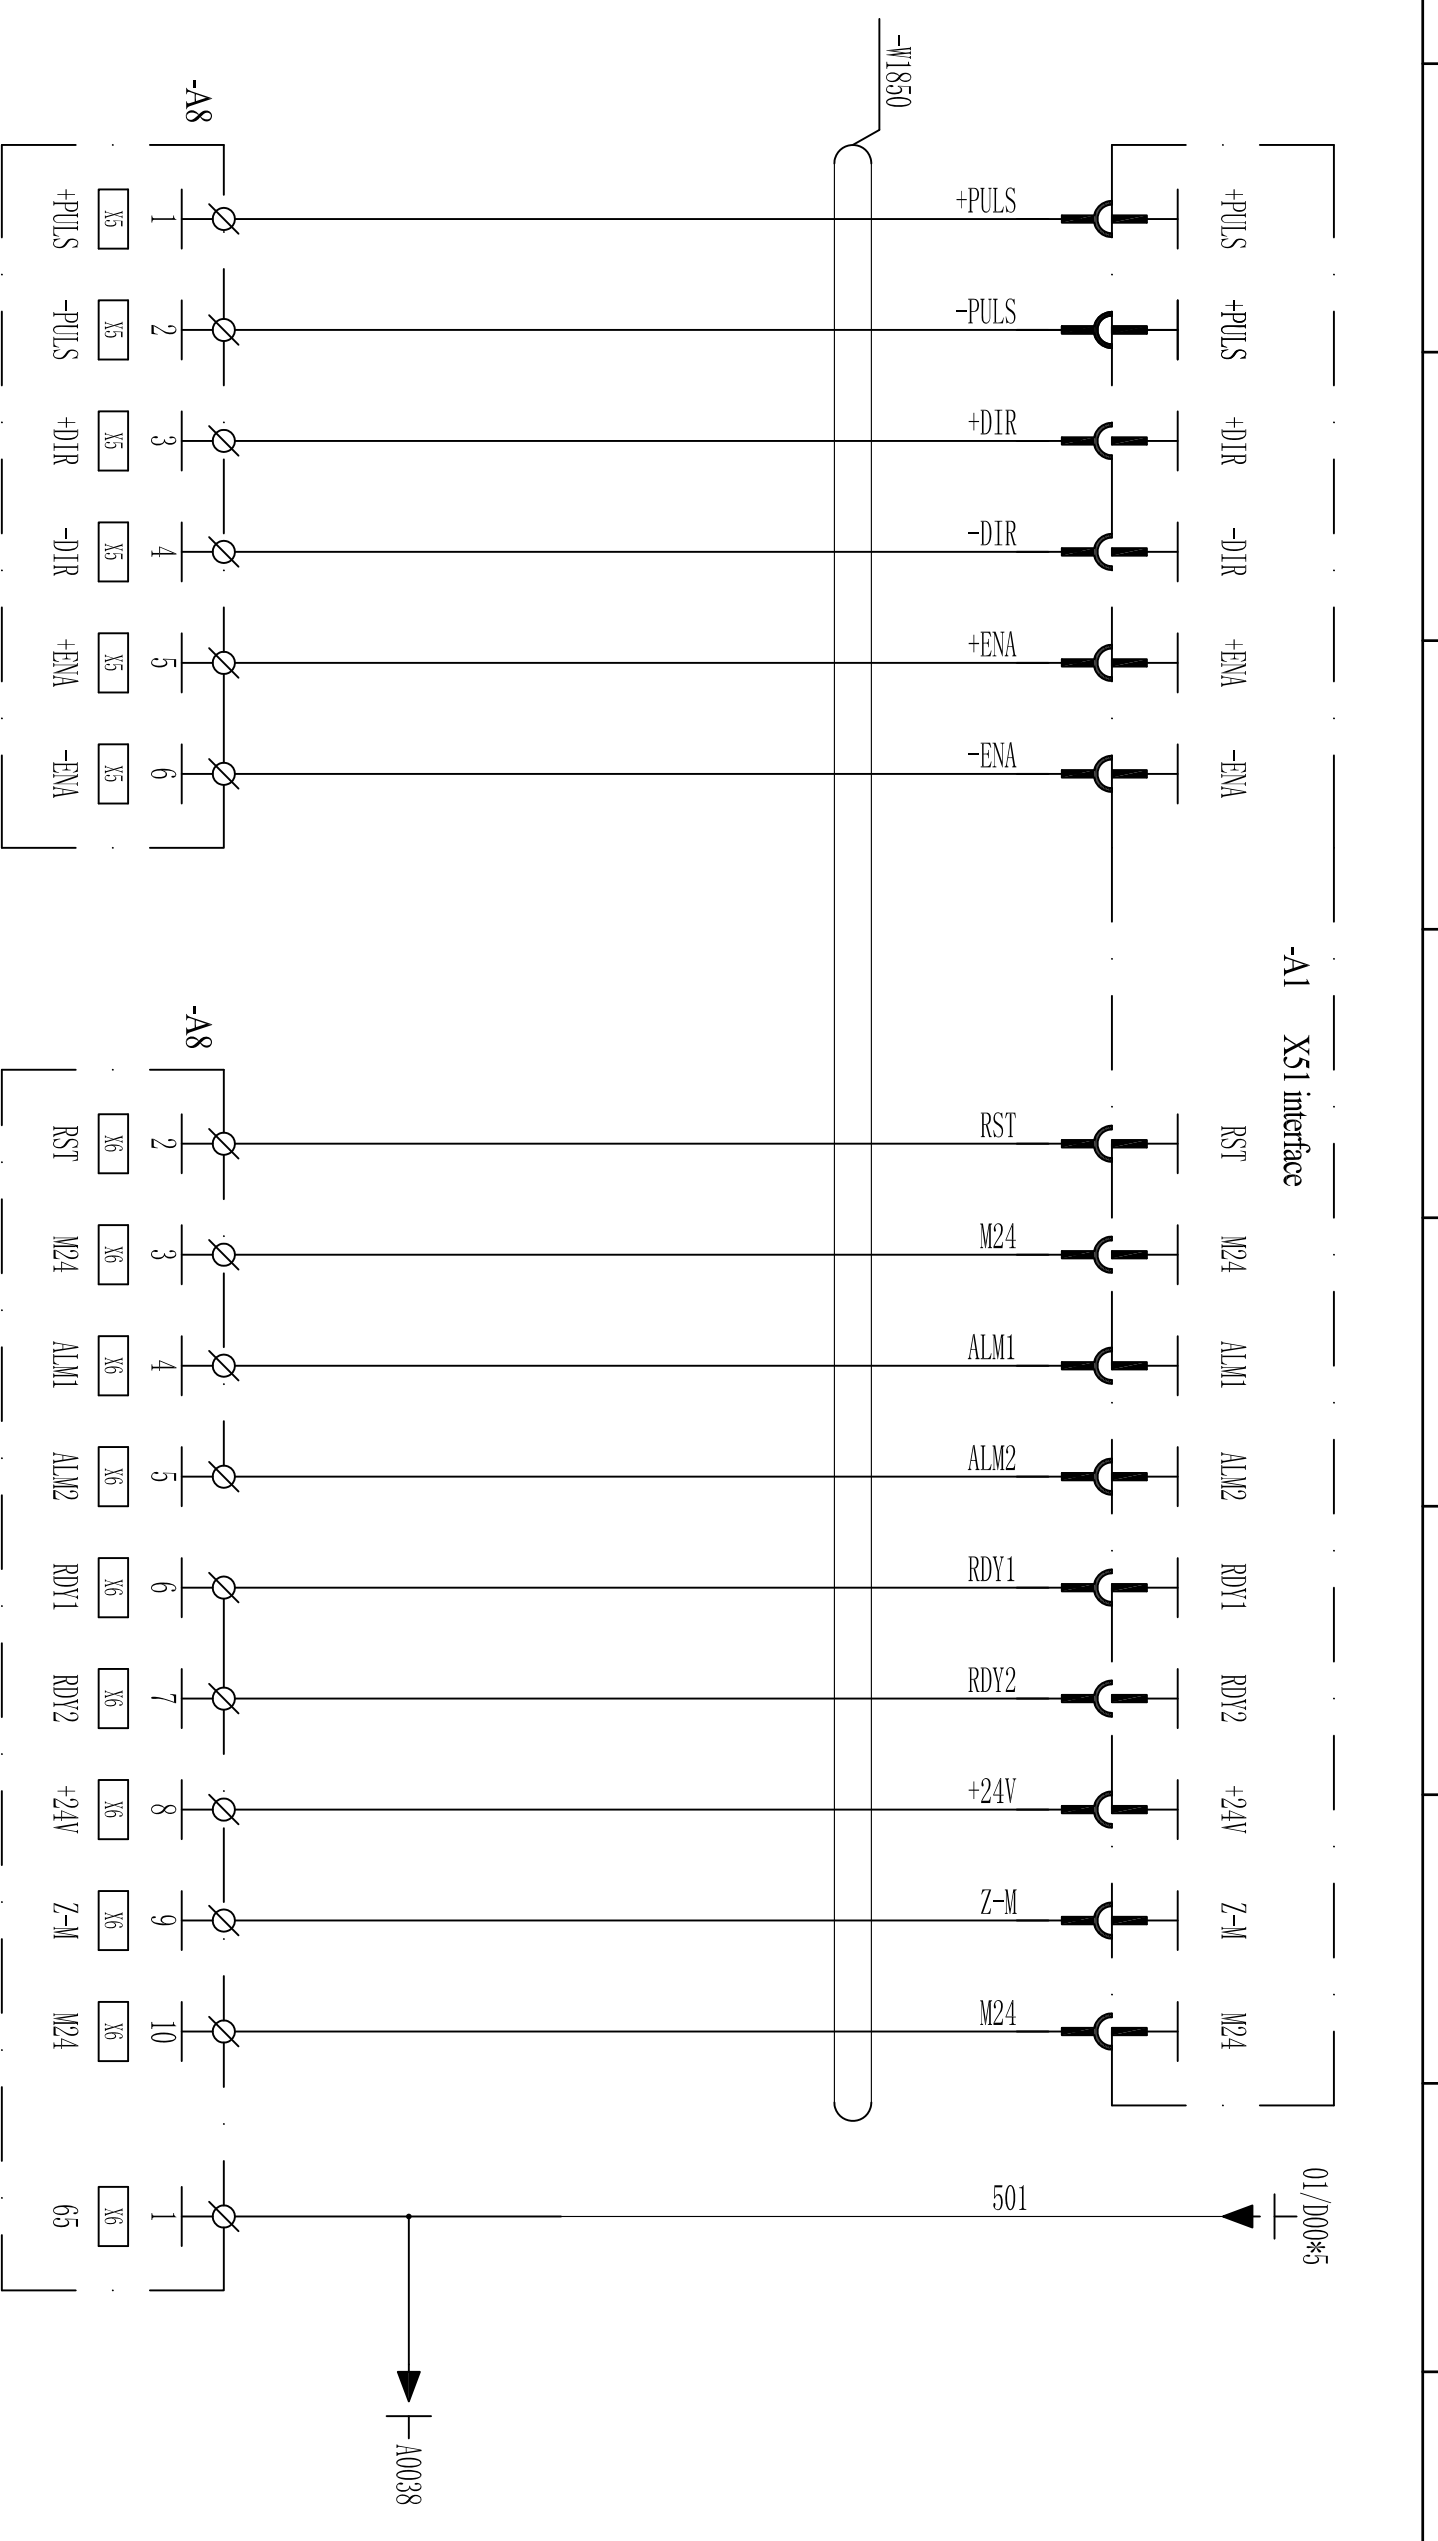 -A1 X51 interface
+PULS
+PULS
+DIR
-DIR
+ENA
-ENA
RST
M24
ALM1
ALM2
RDY1
RDY2
+24V
Z-M
M24
01/D00*5
+PULS
-PULS
+DIR
-DIR
+ENA
-ENA
RST
M24
ALM1
ALM2
RDY1
RDY2
+24V
Z-M
M24
501
-W1850
A0038
-A8
-A8
1
2
3
4
5
6
2
3
4
5
6
7
8
9
10
1
X5
X5
X5
X5
X5
X5
X6
X6
X6
X6
X6
X6
X6
X6
X6
X6
+PULS
-PULS
+DIR
-DIR
+ENA
-ENA
RST
M24
ALM1
ALM2
RDY1
RDY2
+24V
Z-M
M24
65